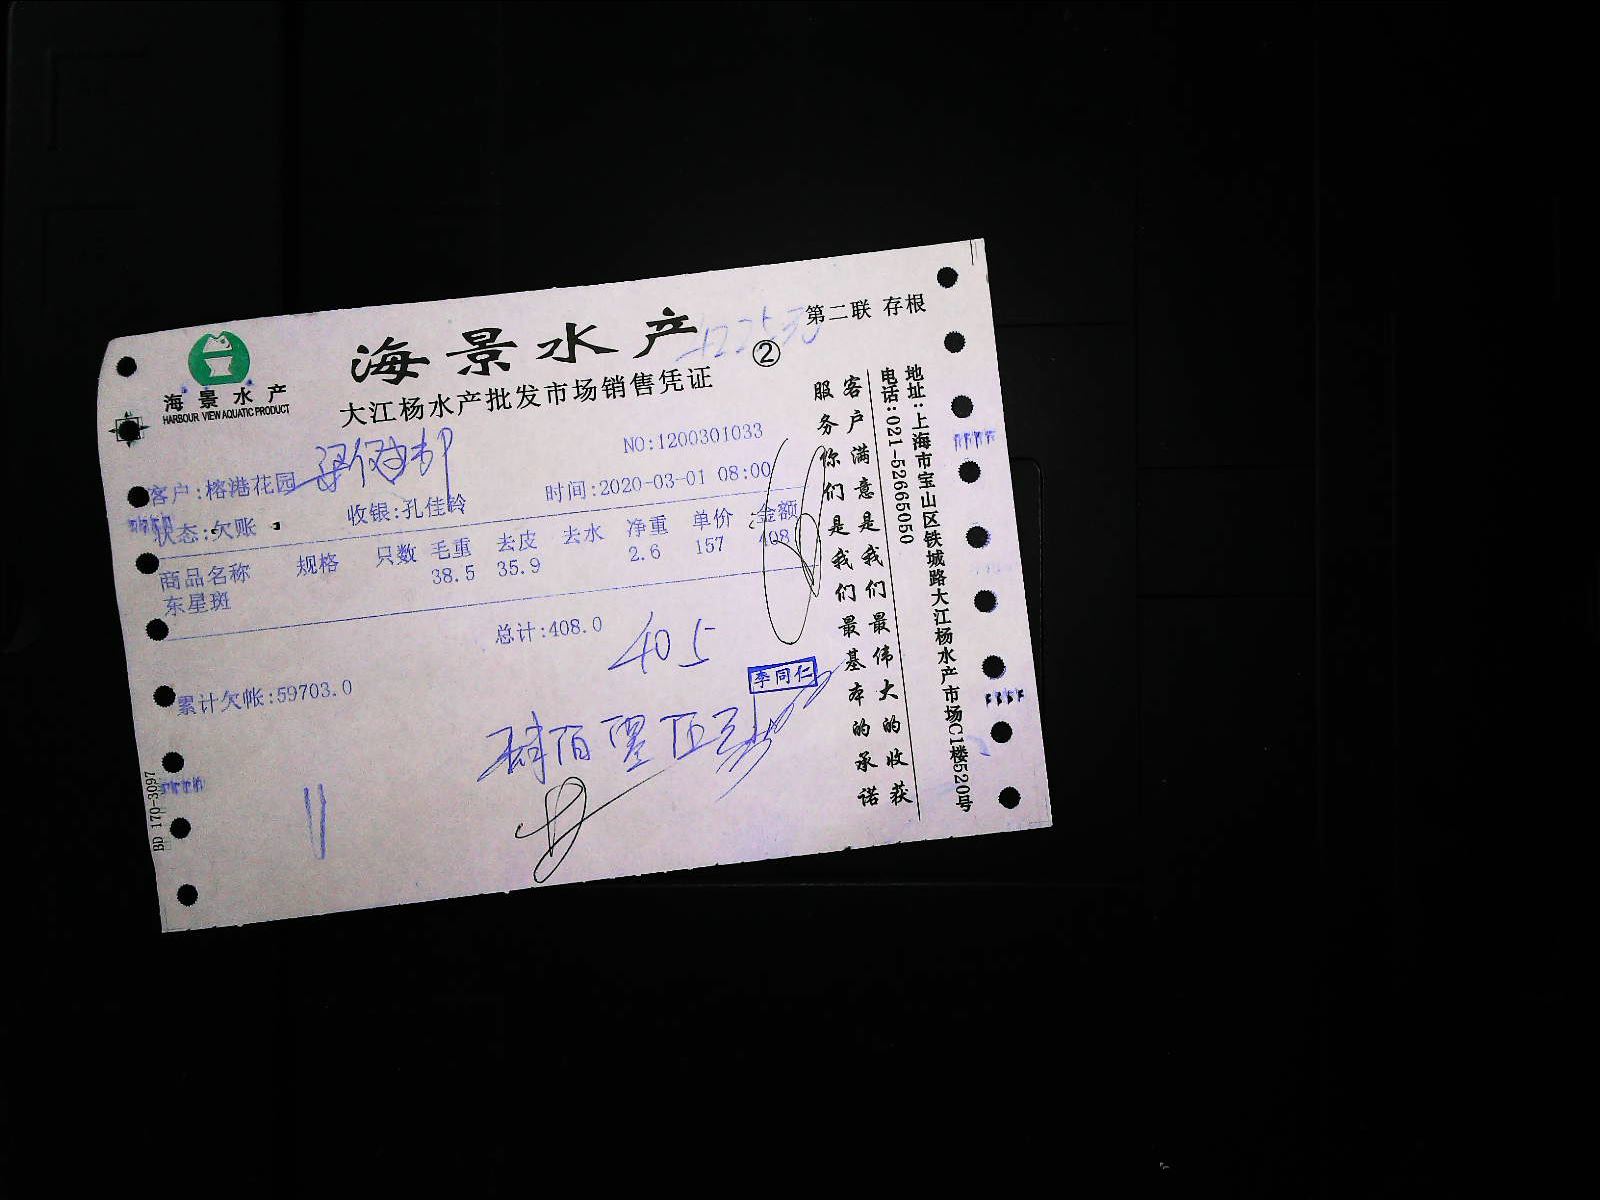 第二联 存根
海景水产
②
海景水产
HARBOUR VIEW AQUATIC PRODUCT
大江杨水产批发市场销售凭证
NO:1200301033
客户:榕港花园
时间:2020-03-01 08:00
状态:欠账 收银:孔佳铃
商品名称 规格 只数 毛重 去皮 去水 净重 单价 金额
东星斑 38.5 35.9 2.6 157 408
总计:408.0
405
累计欠帐:59703.0
李同仁
肆佰零伍元
BD 170-3097
客户满意是我们最伟大的收获
服务你们是我们最基本的承诺
地址:上海市宝山区铁城路大江杨水产市场C1楼520号
电话:021-52665050